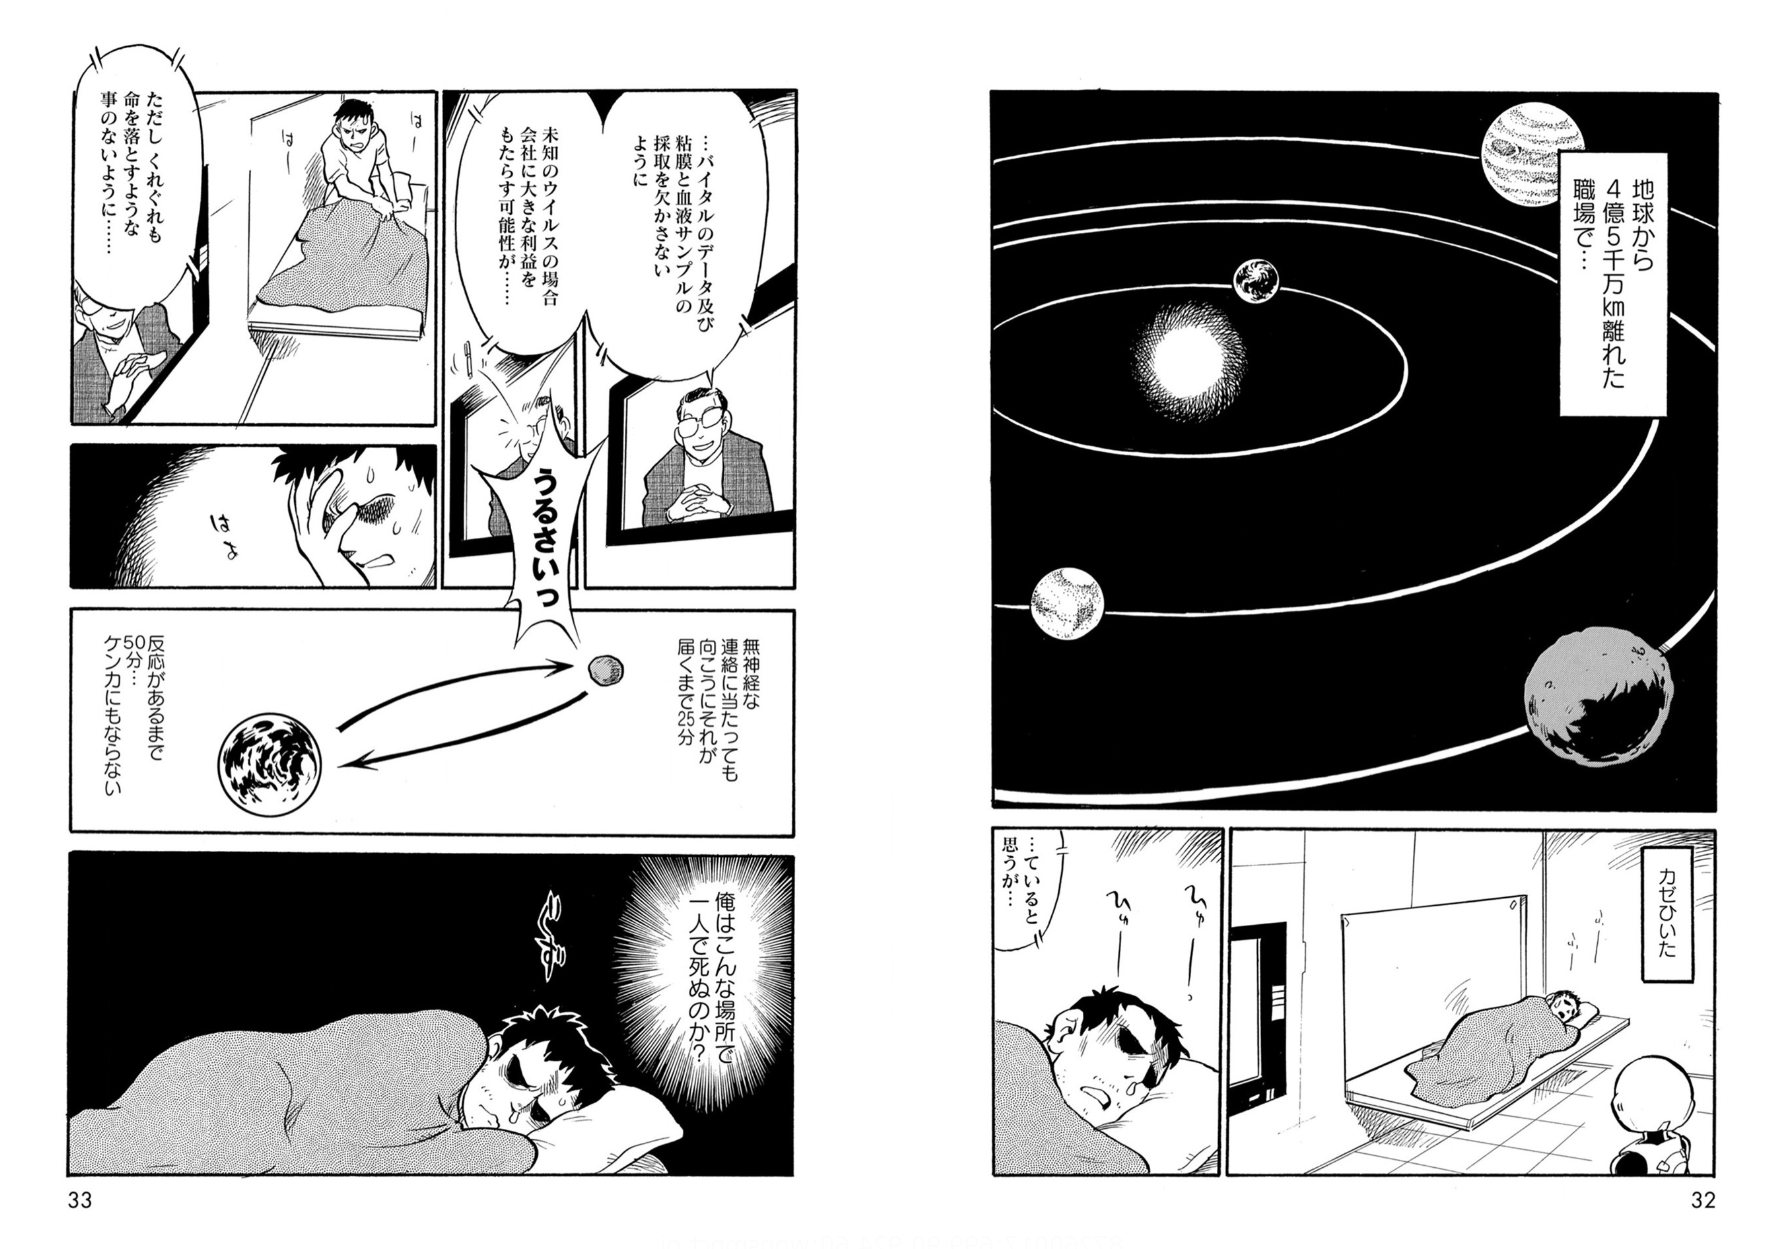 地球から
4億5千万km離れた
職場で…
カゼひいた
ひゅー
ひゅー
…ていると
思うが…
32
…バイタルのデータ及び
粘膜と血液サンプルの
採取を欠かさない
ように
未知のウイルスの場合
会社に大きな利益を
もたらす可能性が……
うるさいっ
はー
はー
ただし くれぐれも
命を落とすような
事のないように……
はぁ
無神経な
連絡に当たっても
向こうにそれが
届くまで25分
反応があるまで
50分…
ケンカにもならない
俺はこんな場所で
一人で死ぬのか?
33